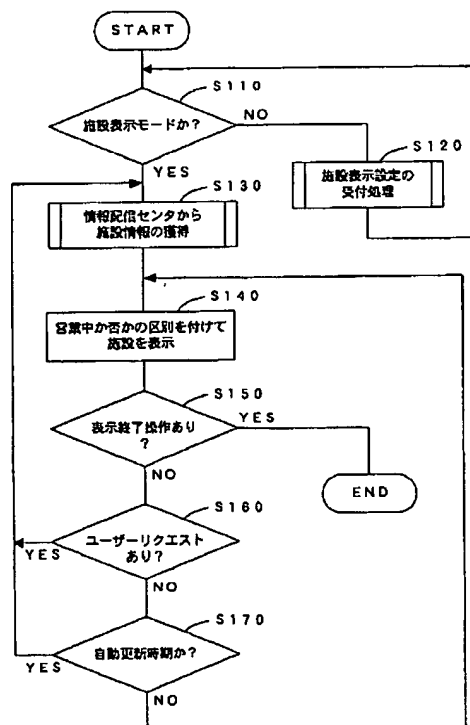 START
S110
施設表示モードか？
NO
S120
施設表示設定の
受付処理
YES
S130
情報配信センタから
施設情報の獲得
S140
営業中か否かの区別を付けて
施設を表示
S150
表示終了操作あり
？
YES
NO
END
S160
ユーザーリクエスト
あり？
YES
NO
S170
自動更新時期か？
YES
NO